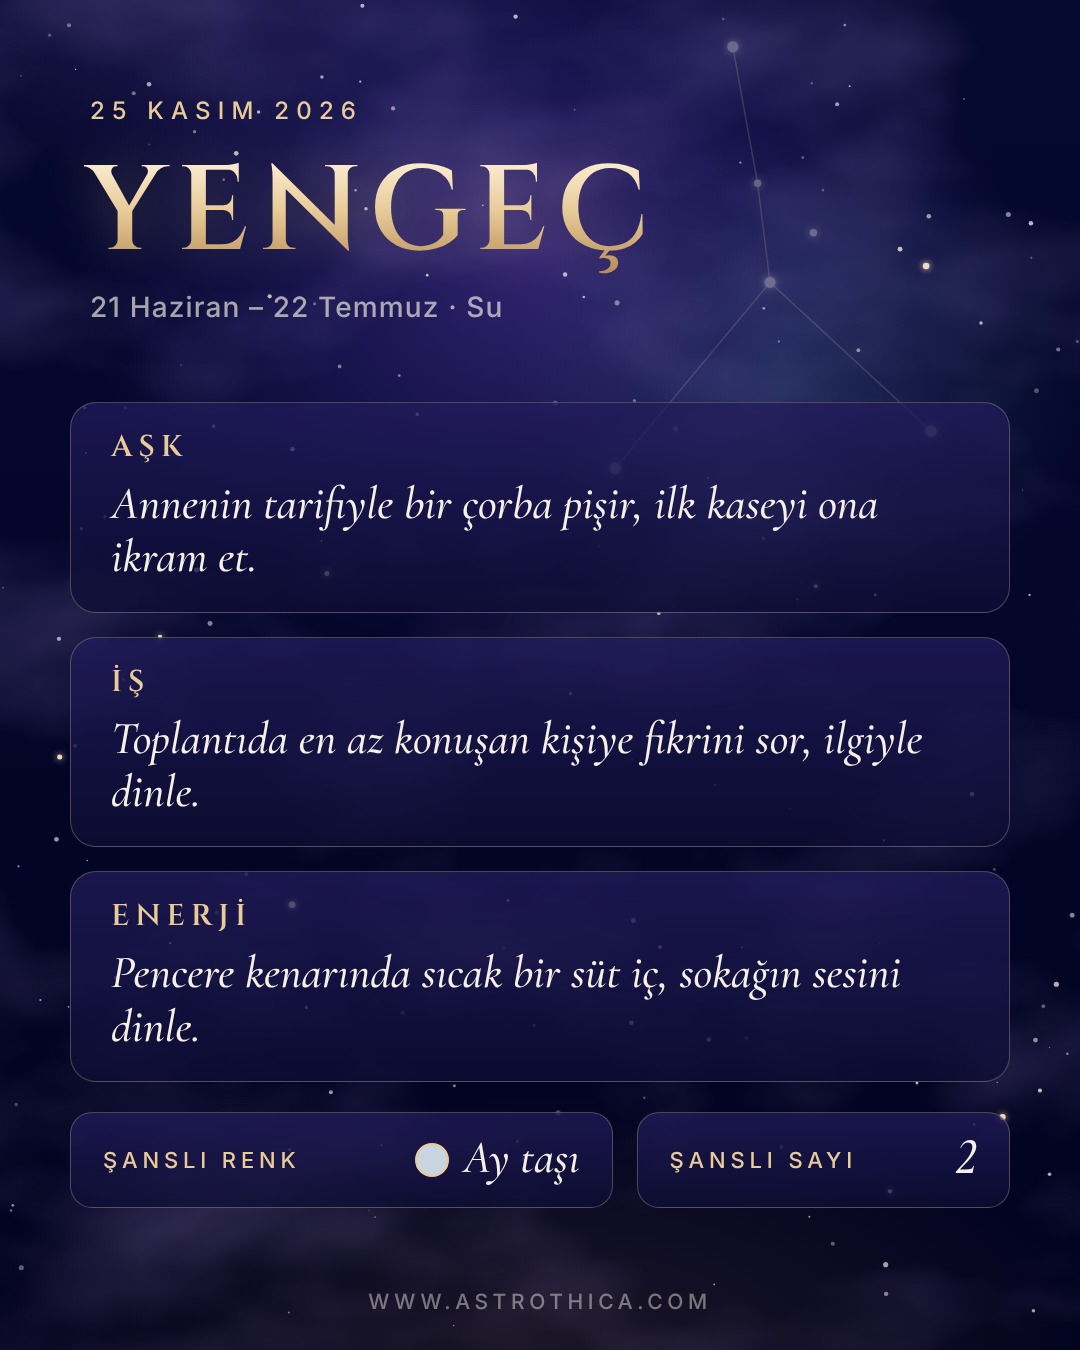 25 KASIM 2026
YENGEÇ
21 Haziran – 22 Temmuz · Su
AŞK
Annenin tarifiyle bir çorba pişir, ilk kaseyi ona
ikram et.
İŞ
Toplantıda en az konuşan kişiye fikrini sor, ilgiyle
dinle.
ENERJİ
Pencere kenarında sıcak bir süt iç, sokağın sesini
dinle.
ŞANSLI RENK Ay taşı
ŞANSLI SAYI 2
WWW.ASTROTHICA.COM